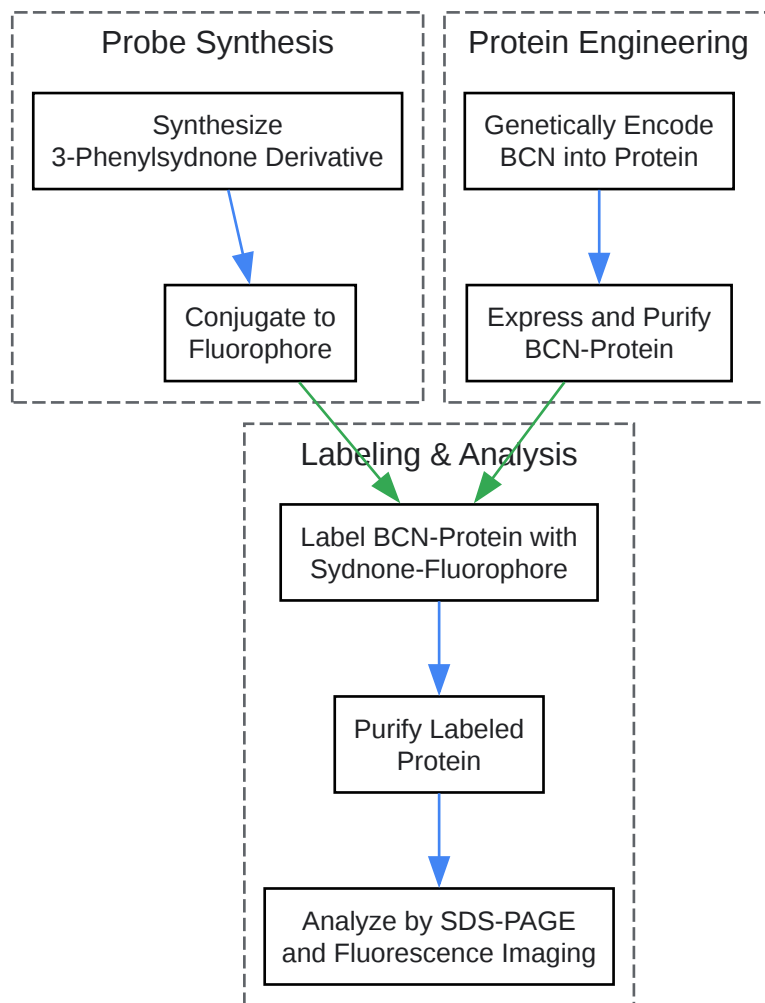 Probe Synthesis
Synthesize
3-Phenylsydnone Derivative
Conjugate to
Fluorophore
Protein Engineering
Genetically Encode
BCN into Protein
Express and Purify
BCN-Protein
Labeling & Analysis
Label BCN-Protein with
Sydnone-Fluorophore
Purify Labeled
Protein
Analyze by SDS-PAGE
and Fluorescence Imaging